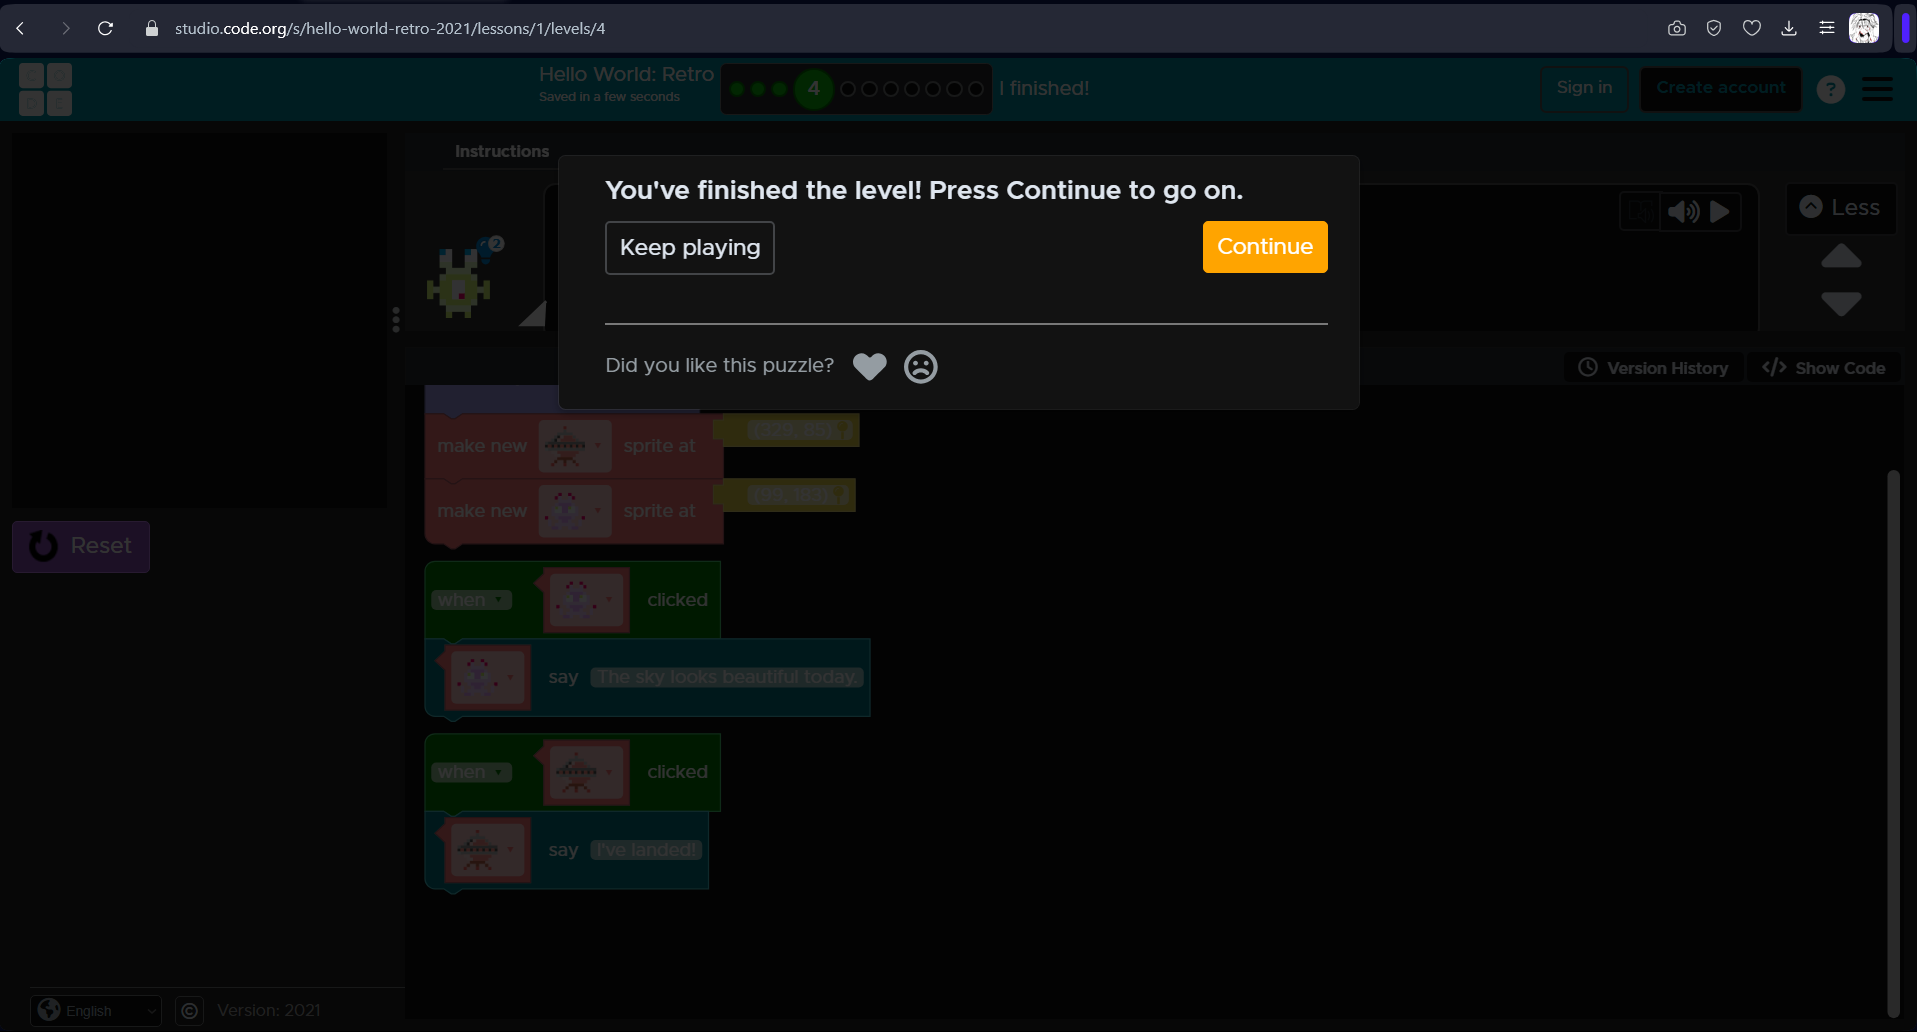 studio.code.org/s/hello-world-retro-2021/lessons/1/levels/4
Hello World: Retro
Saved in a few seconds
4
I finished!
Sign in
Create account
?
Instructions
You've finished the level! Press Continue to go on.
Keep playing
Continue
2
Less
Did you like this puzzle?
Version History
</> Show Code
make new sprite at (329, 85)
make new sprite at (99, 183)
Reset
when clicked
say The sky looks beautiful today.
when clicked
say I've landed!
English
© Version: 2021